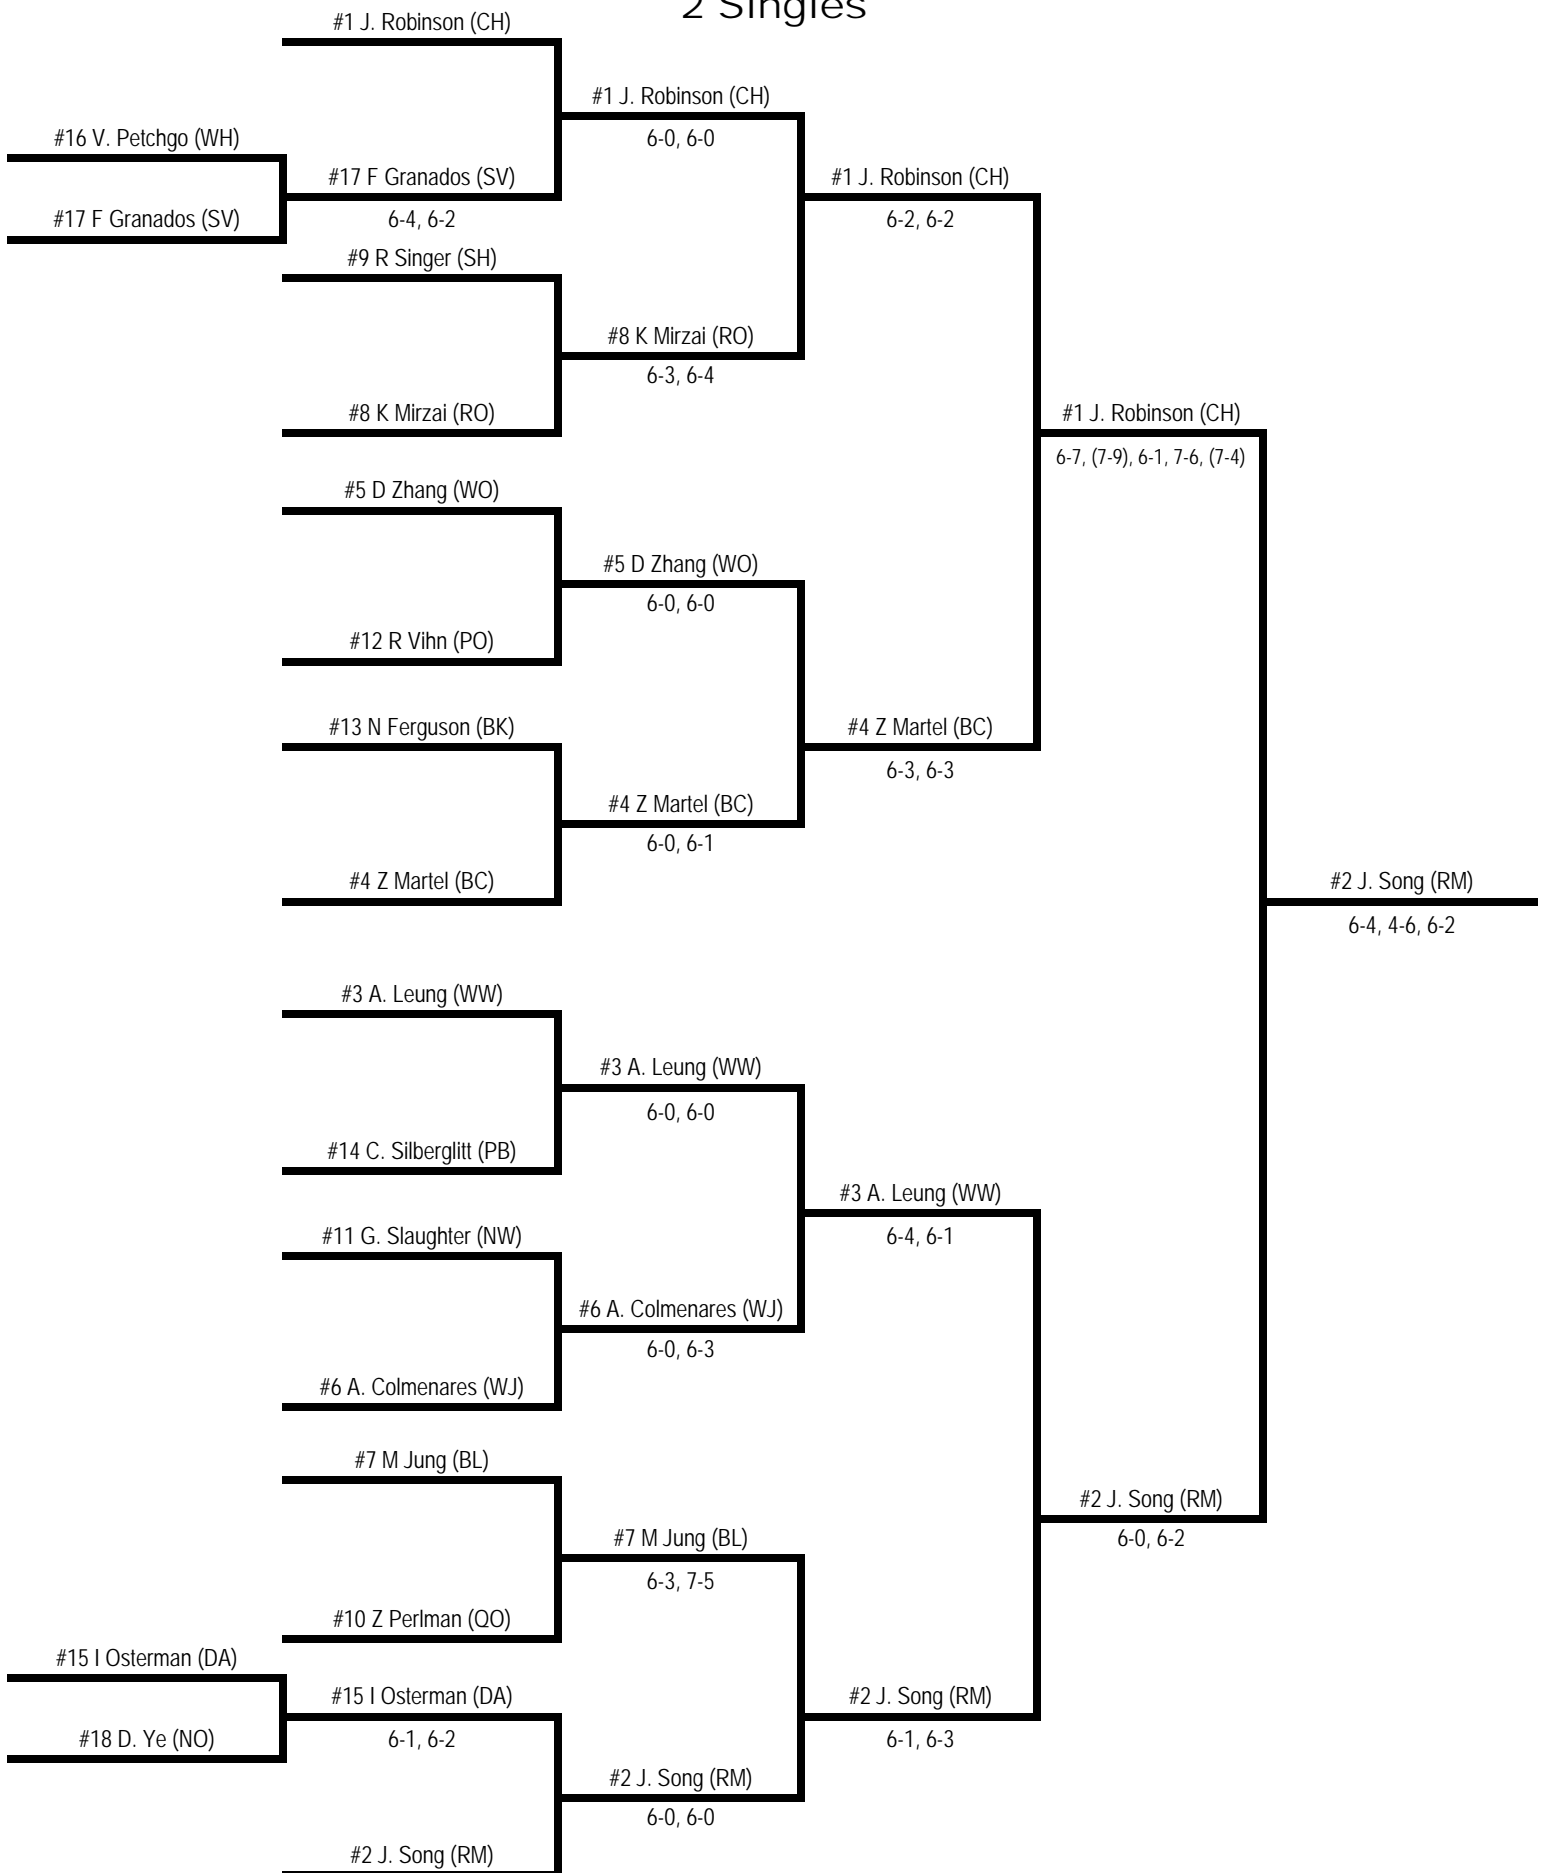 2 Singles
#1 J. Robinson (CH)
#1 J. Robinson (CH)
6-0, 6-0
#16 V. Petchgo (WH)
#17 F Granados (SV)
6-4, 6-2
#17 F Granados (SV)
#1 J. Robinson (CH)
6-2, 6-2
#9 R Singer (SH)
#8 K Mirzai (RO)
6-3, 6-4
#8 K Mirzai (RO)
#1 J. Robinson (CH)
6-7, (7-9), 6-1, 7-6, (7-4)
#5 D Zhang (WO)
#5 D Zhang (WO)
6-0, 6-0
#12 R Vihn (PO)
#13 N Ferguson (BK)
#4 Z Martel (BC)
6-3, 6-3
#4 Z Martel (BC)
6-0, 6-1
#4 Z Martel (BC)
#2 J. Song (RM)
6-4, 4-6, 6-2
#3 A. Leung (WW)
#3 A. Leung (WW)
6-0, 6-0
#14 C. Silberglitt (PB)
#3 A. Leung (WW)
6-4, 6-1
#11 G. Slaughter (NW)
#6 A. Colmenares (WJ)
6-0, 6-3
#6 A. Colmenares (WJ)
#7 M Jung (BL)
#2 J. Song (RM)
6-0, 6-2
#7 M Jung (BL)
6-3, 7-5
#10 Z Perlman (QO)
#15 I Osterman (DA)
#15 I Osterman (DA)
6-1, 6-2
#18 D. Ye (NO)
#2 J. Song (RM)
6-1, 6-3
#2 J. Song (RM)
6-0, 6-0
#2 J. Song (RM)